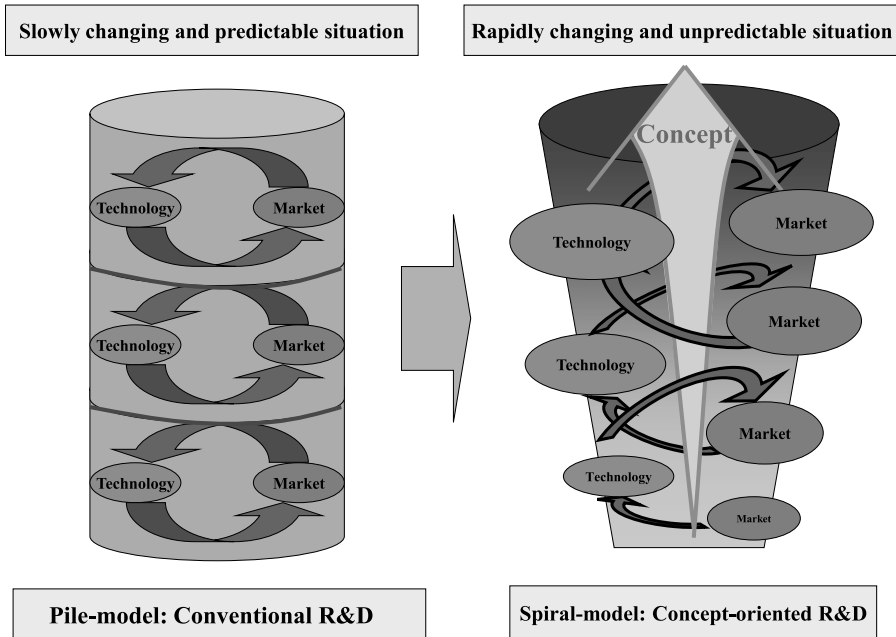 Slowly changing and predictable situation
Rapidly changing and unpredictable situation
Technology
Market
Technology
Market
Technology
Market
Concept
Technology
Market
Market
Technology
Market
Technology
Market
Pile-model: Conventional R&D
Spiral-model: Concept-oriented R&D